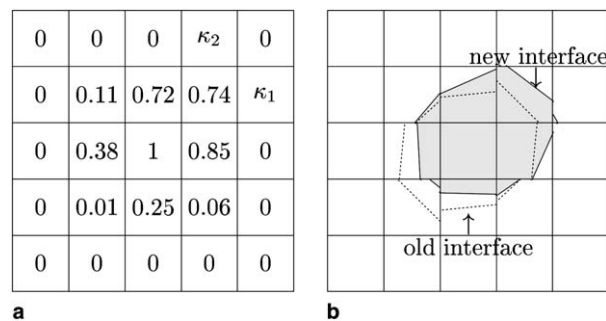 0 0 0 κ₂ 0
0 0.11 0.72 0.74 κ₁
0 0.38 1 0.85 0
0 0.01 0.25 0.06 0
0 0 0 0 0
a
new interface
old interface
b